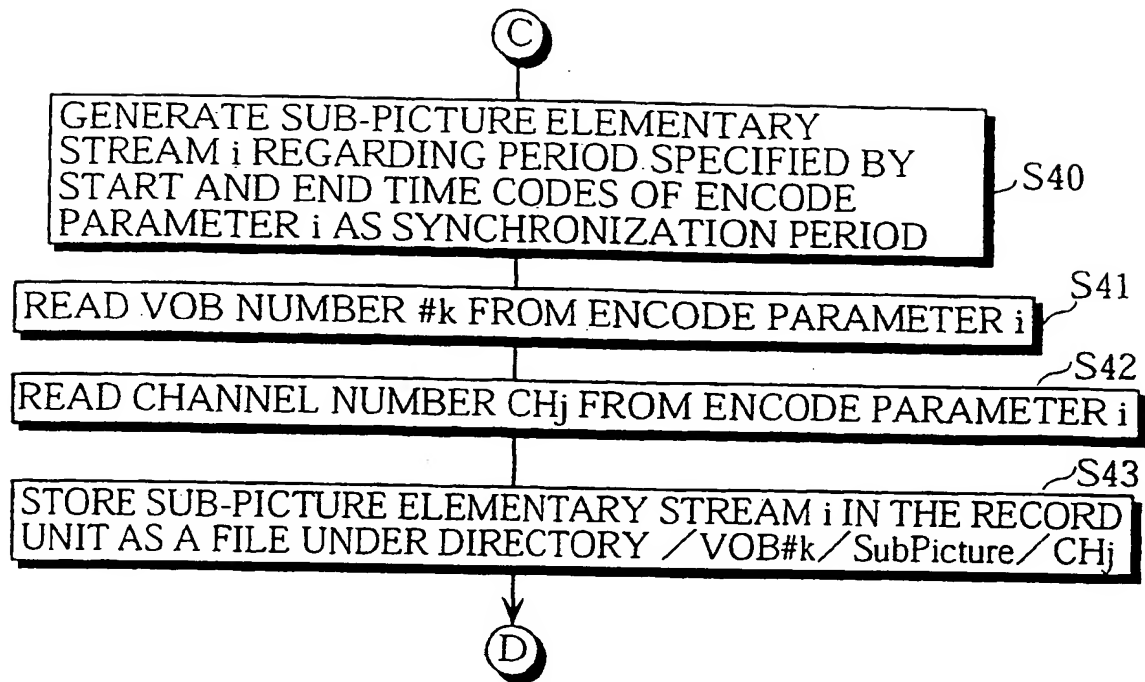 C
GENERATE SUB-PICTURE ELEMENTARY
STREAM i REGARDING PERIOD SPECIFIED BY
START AND END TIME CODES OF ENCODE
PARAMETER i AS SYNCHRONIZATION PERIOD
S40
READ VOB NUMBER #k FROM ENCODE PARAMETER i
S41
READ CHANNEL NUMBER CHj FROM ENCODE PARAMETER i
S42
STORE SUB-PICTURE ELEMENTARY STREAM i IN THE RECORD
UNIT AS A FILE UNDER DIRECTORY /VOB#k/SubPicture/CHj
S43
D